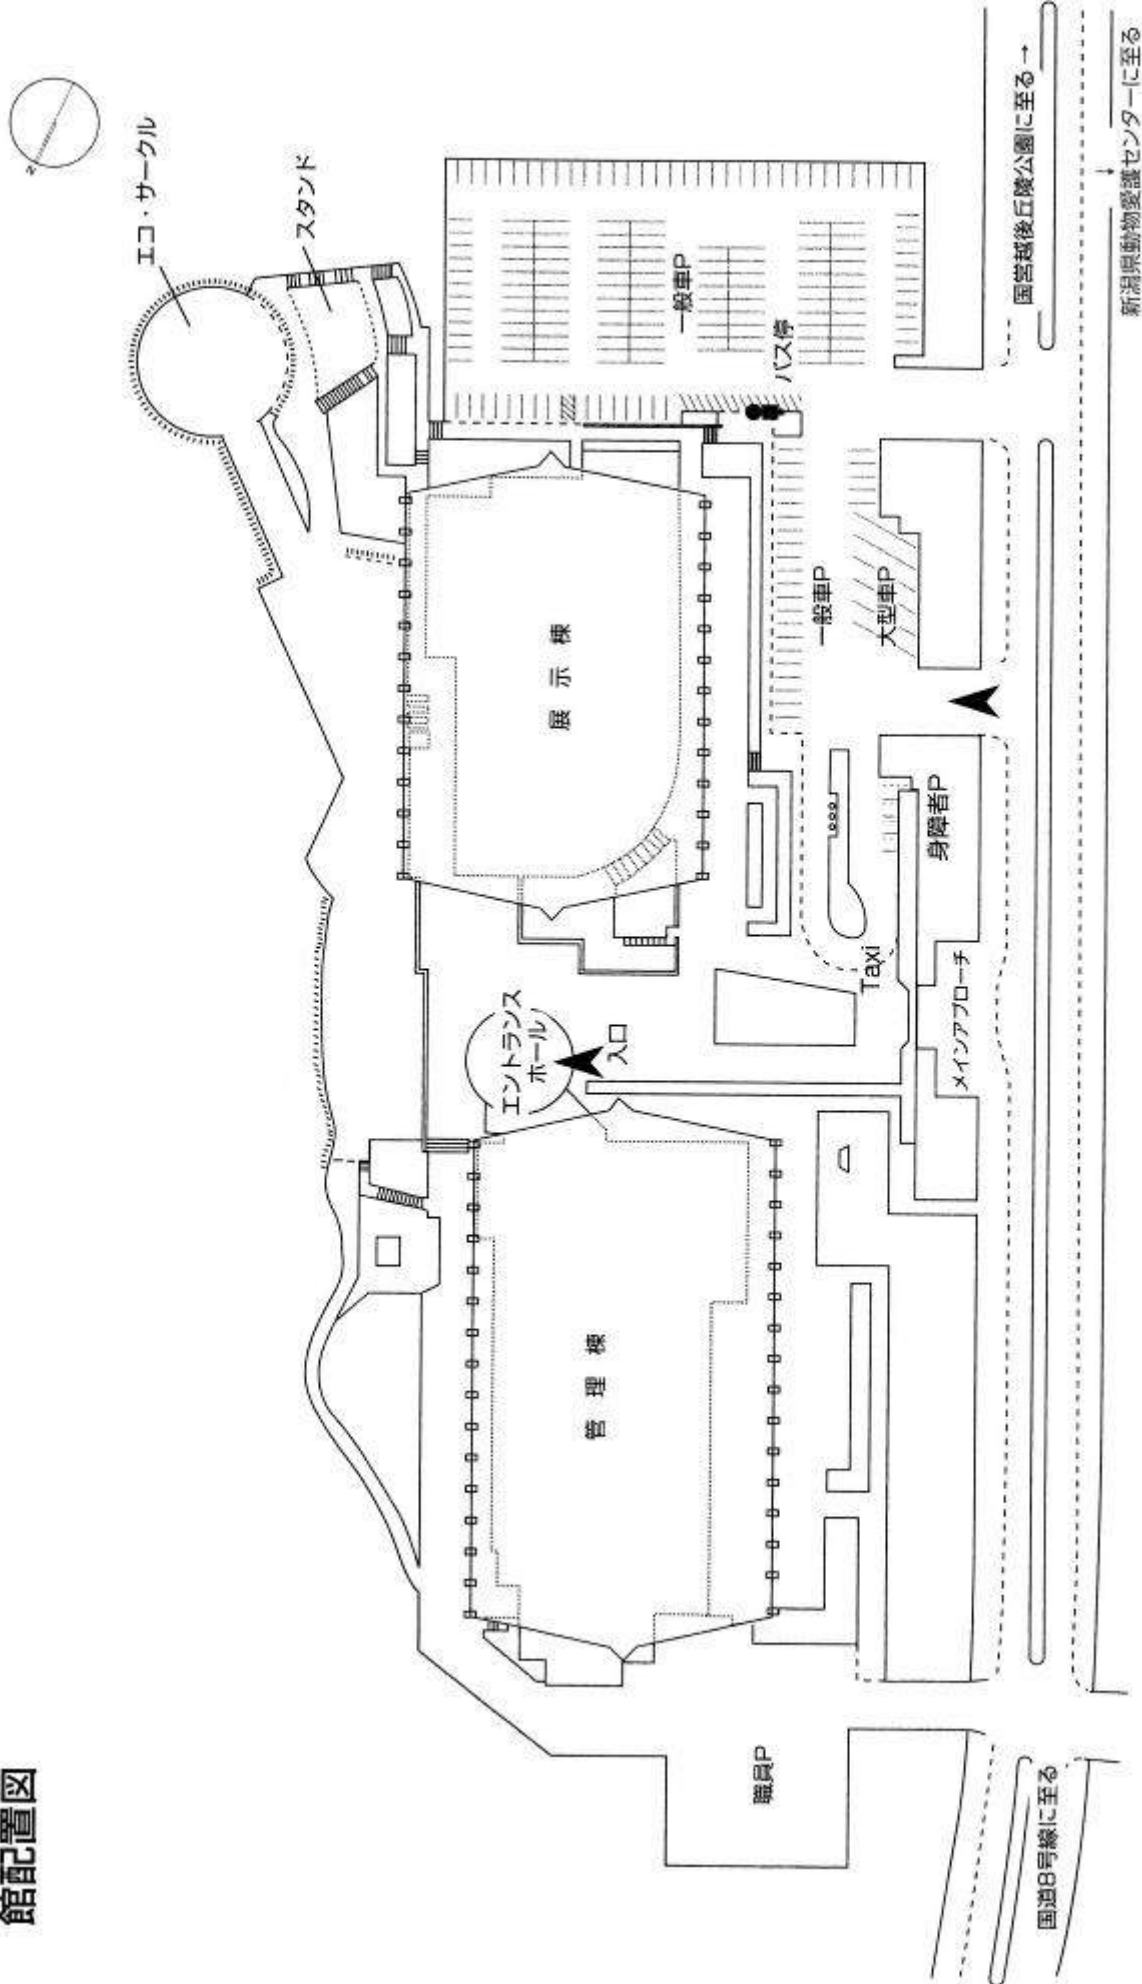 館配置図
N
エコ・サークル
スタンド
一般車P
バス停
国営越後丘陵公園に至る→
→
新潟県動物愛護センターに至る
展示棟
一般車P
大型車P
身障者P
Taxi
エントランス
ホール
入口
メインアプローチ
管理棟
職員P
国道8号線に至る